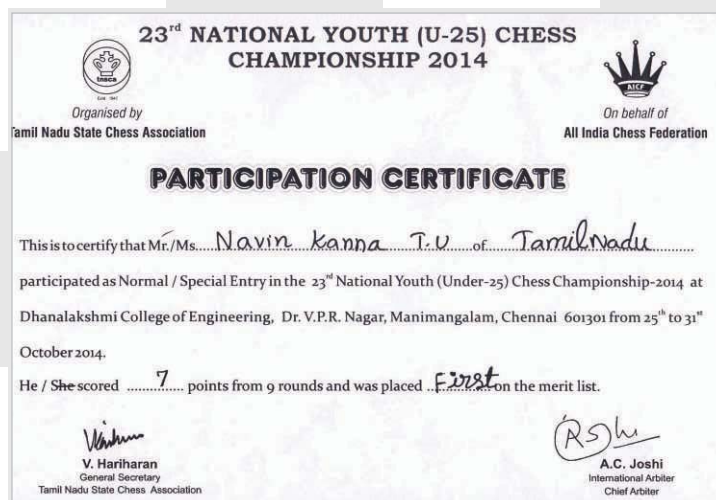 23rd NATIONAL YOUTH (U-25) CHESS
CHAMPIONSHIP 2014
tnsca
Organised by
Tamil Nadu State Chess Association
AICF
On behalf of
All India Chess Federation
PARTICIPATION CERTIFICATE
This is to certify that Mr./Ms. Navin Kanna T.U of TamilNadu
participated as Normal / Special Entry in the 23rd National Youth (Under-25) Chess Championship-2014 at
Dhanalakshmi College of Engineering, Dr. V.P.R. Nagar, Manimangalam, Chennai 601301 from 25th to 31st
October 2014.
He / She scored 7 points from 9 rounds and was placed First on the merit list.
V. Hariharan
General Secretary
Tamil Nadu State Chess Association
A.C. Joshi
International Arbiter
Chief Arbiter